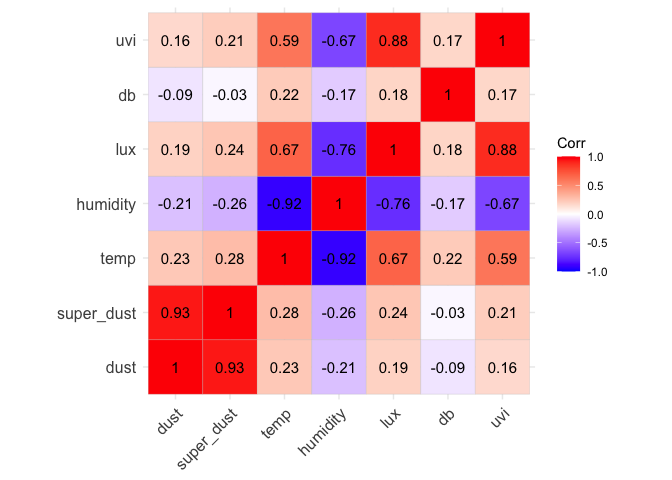 uvi 0.16 0.21 0.59 -0.67 0.88 0.17 1
db -0.09 -0.03 0.22 -0.17 0.18 1 0.17
lux 0.19 0.24 0.67 -0.76 1 0.18 0.88
humidity -0.21 -0.26 -0.92 1 -0.76 -0.17 -0.67
temp 0.23 0.28 1 -0.92 0.67 0.22 0.59
super_dust 0.93 1 0.28 -0.26 0.24 -0.03 0.21
dust 1 0.93 0.23 -0.21 0.19 -0.09 0.16
dust super_dust temp humidity lux db uvi
Corr
1.0
0.5
0.0
-0.5
-1.0